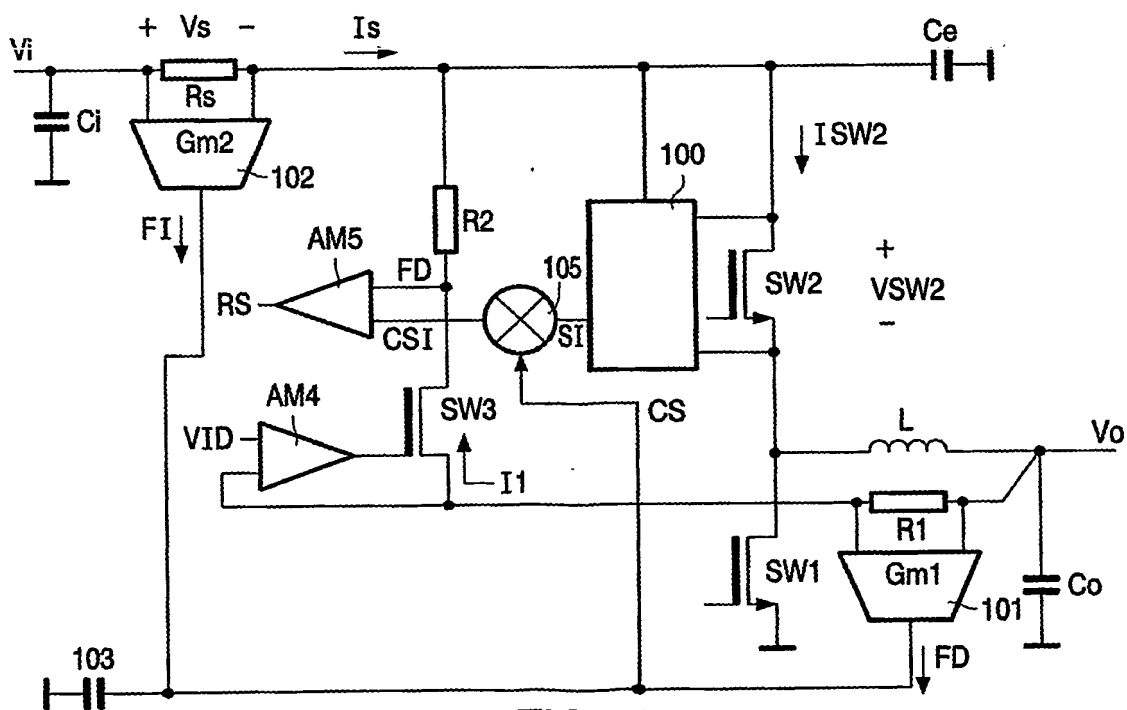 + Vs -
Is
Ce
Vi
Rs
Ci
Gm2
102
100
I SW2
FI
R2
AM5
FD
105
RS
CSI
SI
SW2
+
VSW2
-
AM4
SW3
CS
VID
L
Vo
I1
R1
SW1
Gm1
101
Co
103
FD